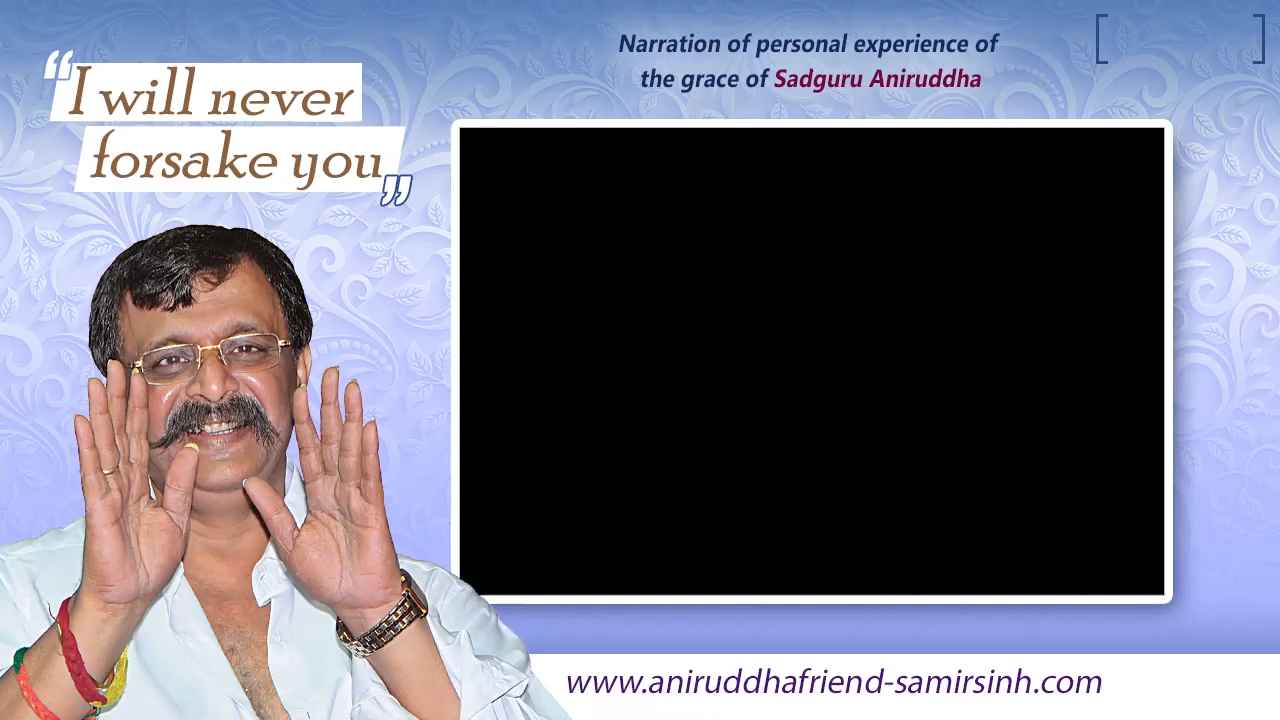 “I will never
forsake you”
Narration of personal experience of
the grace of Sadguru Aniruddha
[ ]
www.aniruddhafriend-samirsinh.com